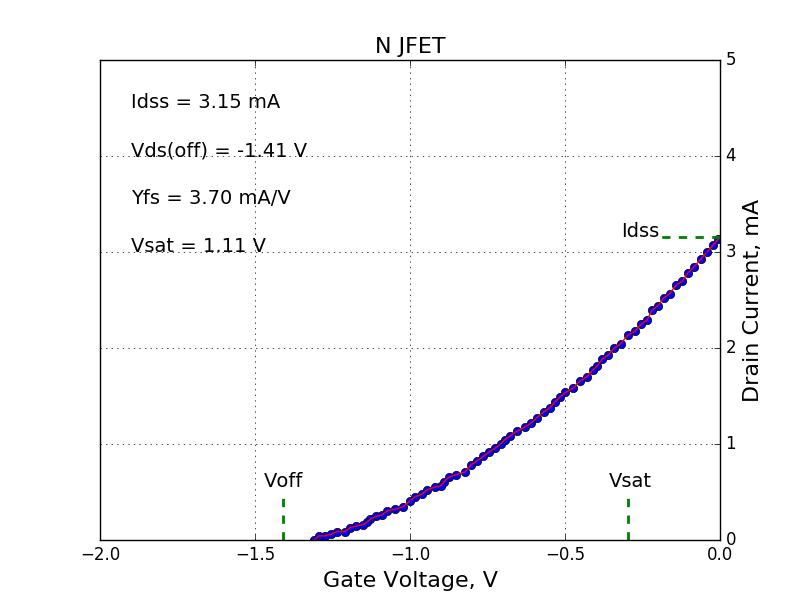 N JFET
Idss = 3.15 mA
Vds(off) = -1.41 V
Yfs = 3.70 mA/V
Vsat = 1.11 V
Idss
Voff
Vsat
5
4
3
2
1
0
Drain Current, mA
−2.0
−1.5
−1.0
−0.5
0.0
Gate Voltage, V